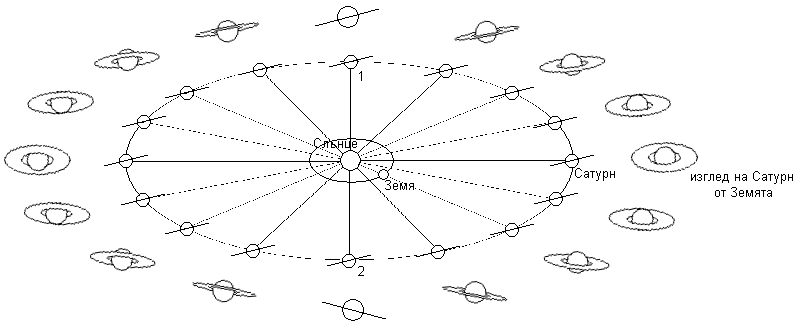 1
Слънце
Сатурн
Земя
изглед на Сатурн
от Земята
2